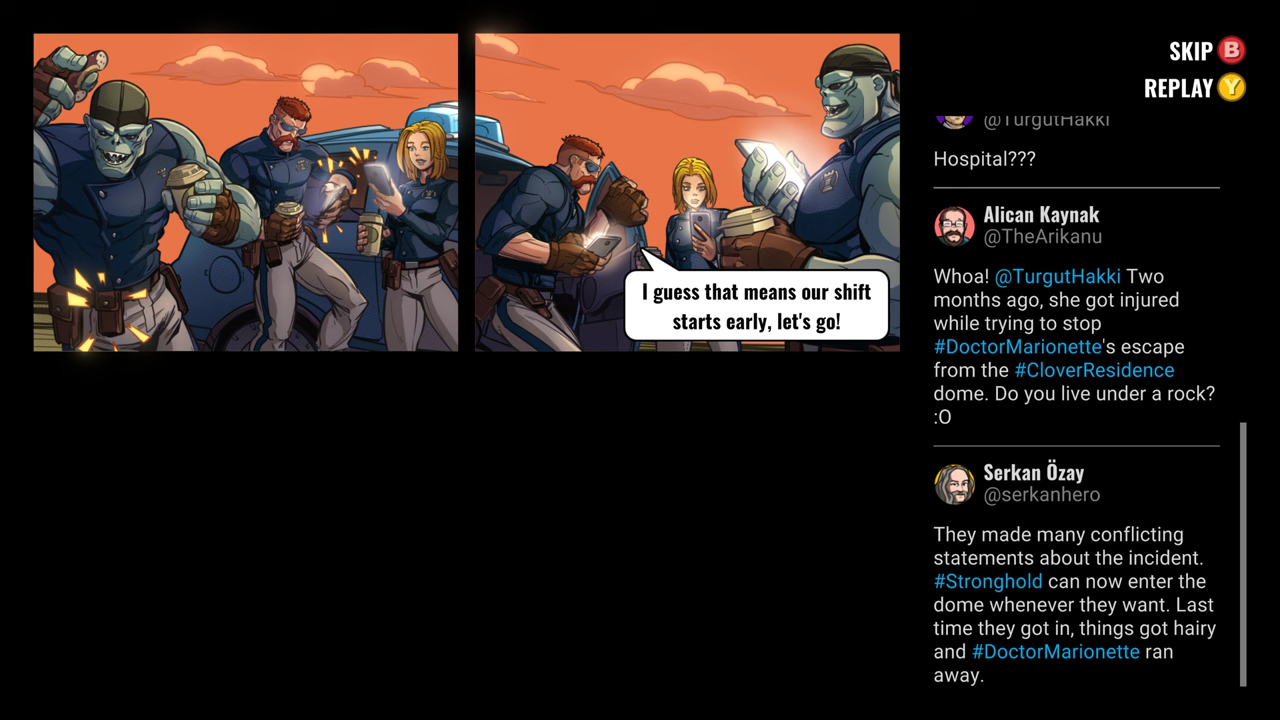 I guess that means our shift
starts early, let's go!
SKIP B
REPLAY Y
@TurgutHakki
Hospital???
Alican Kaynak
@TheArikanu
Whoa! @TurgutHakki Two
months ago, she got injured
while trying to stop
#DoctorMarionette's escape
from the #CloverResidence
dome. Do you live under a rock?
:O
Serkan Özay
@serkanhero
They made many conflicting
statements about the incident.
#Stronghold can now enter the
dome whenever they want. Last
time they got in, things got hairy
and #DoctorMarionette ran
away.